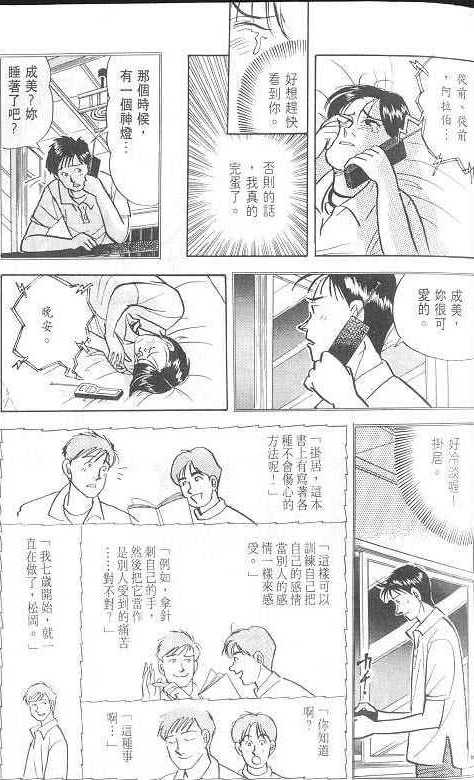 從前、從前
，阿拉伯…
好想趕快
看到你。
否則的話
，我真的
完蛋了。
那個時候，
有一個神燈…
成美？妳
睡著了吧？
成美，
妳很可
愛的。
晚安。
好冷淡喔！
掛居。
「掛居，這本
書上有寫著各
種不會傷心的
方法呢！」
「這樣可以
訓練自己把
自己的感情
當別人的感
情一樣來感
受。」
「例如，拿針
刺自己的手，
然後把它當作
是別人受到的痛苦
……對不對？」
「我七歲開始，就一
直在做了，松岡。」
「你知道
啊？」
「這種事
啊？」